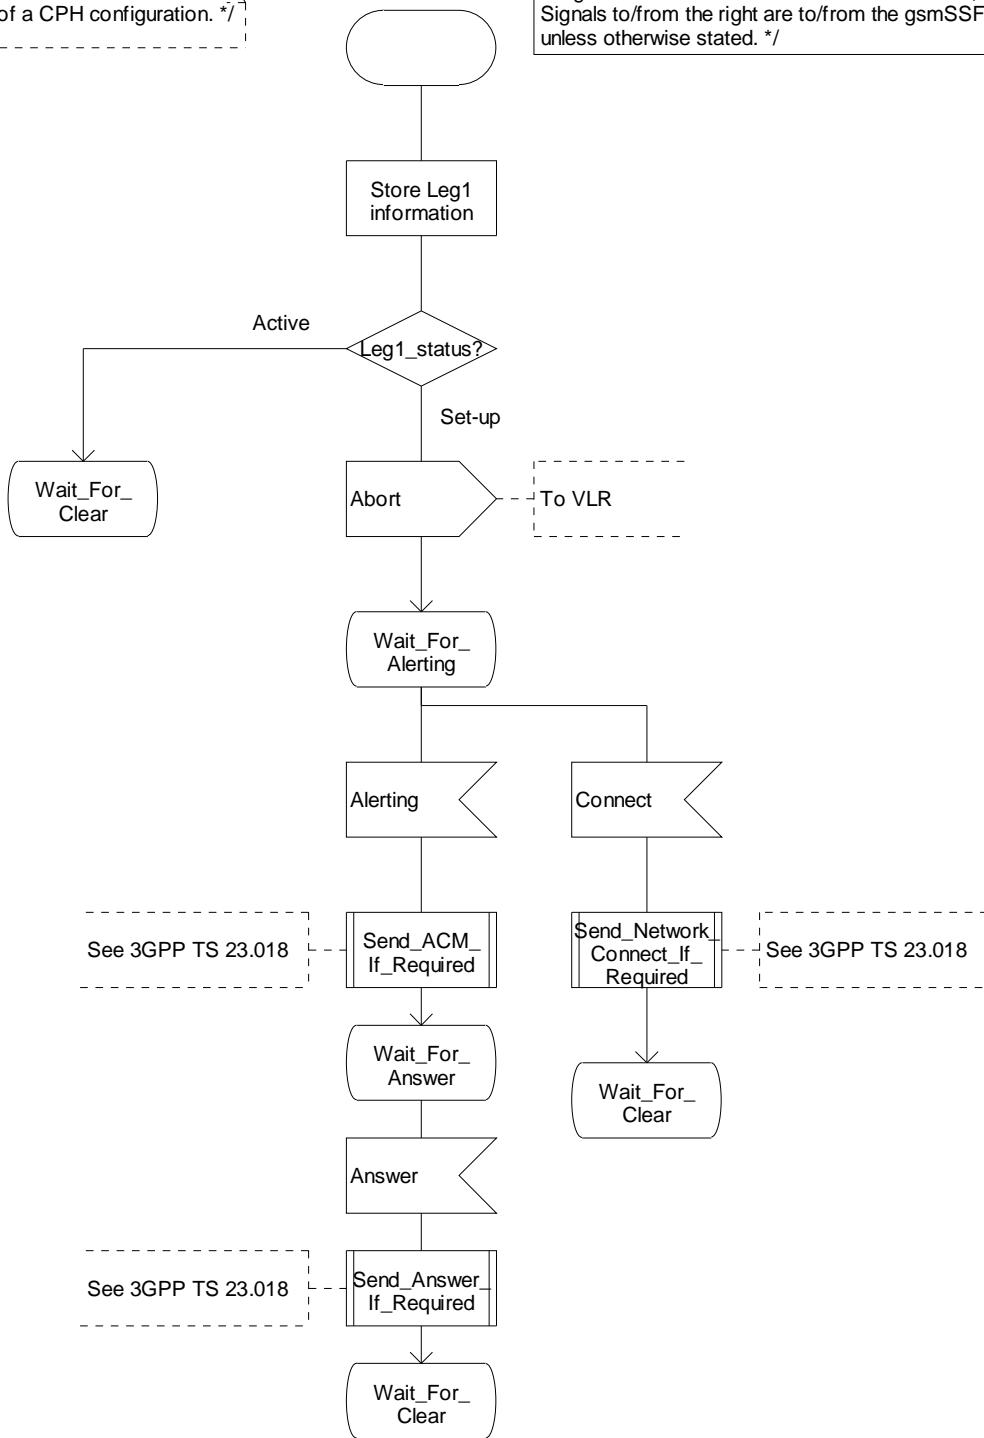 of a CPH configuration. */
Signals to/from the right are to/from the gsmSSF
unless otherwise stated. */
Store Leg1
information
Active
Leg1_status?
Set-up
Wait_For_
Clear
Abort
To VLR
Wait_For_
Alerting
Alerting
Connect
See 3GPP TS 23.018
Send_ACM_
If_Required
Send_Network_
Connect_If_
Required
See 3GPP TS 23.018
Wait_For_
Answer
Wait_For_
Clear
Answer
See 3GPP TS 23.018
Send_Answer_
If_Required
Wait_For_
Clear